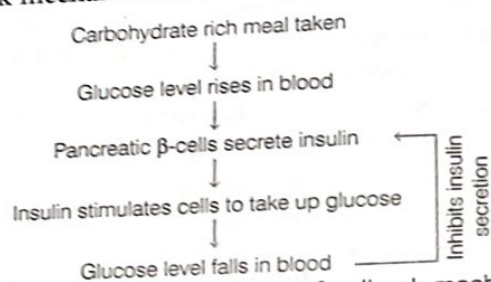 Carbohydrate rich meal taken
Glucose level rises in blood
Pancreatic β-cells secrete insulin
Insulin stimulates cells to take up glucose
Glucose level falls in blood
Inhibits insulin
secretion